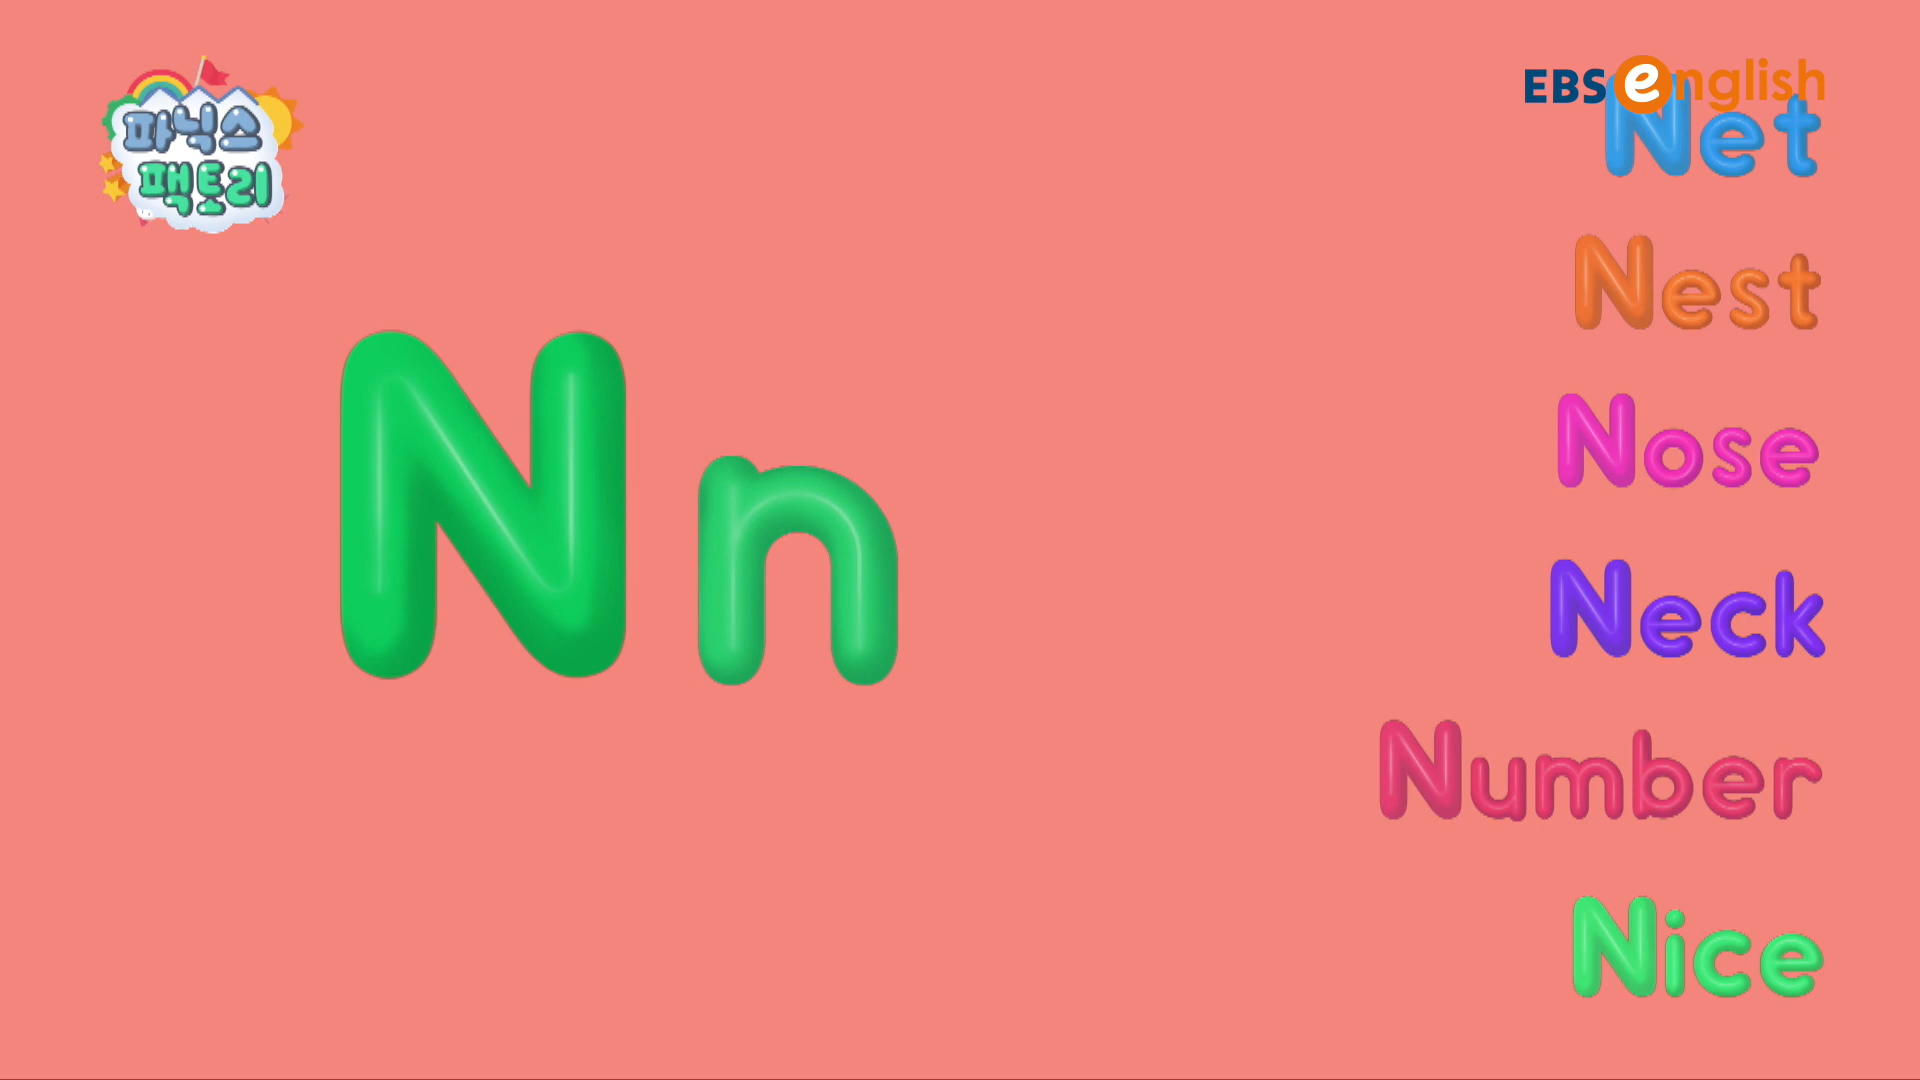 파닉스
팩토리
EBS english
Net
Nest
Nn
Nose
Neck
Number
Nice